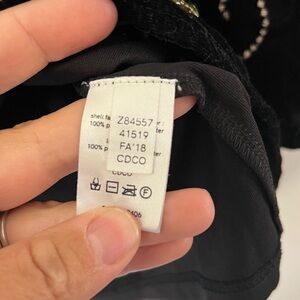 shell
100%
Z84557
41519
FA'18
CDCO
100%
CDCO
F